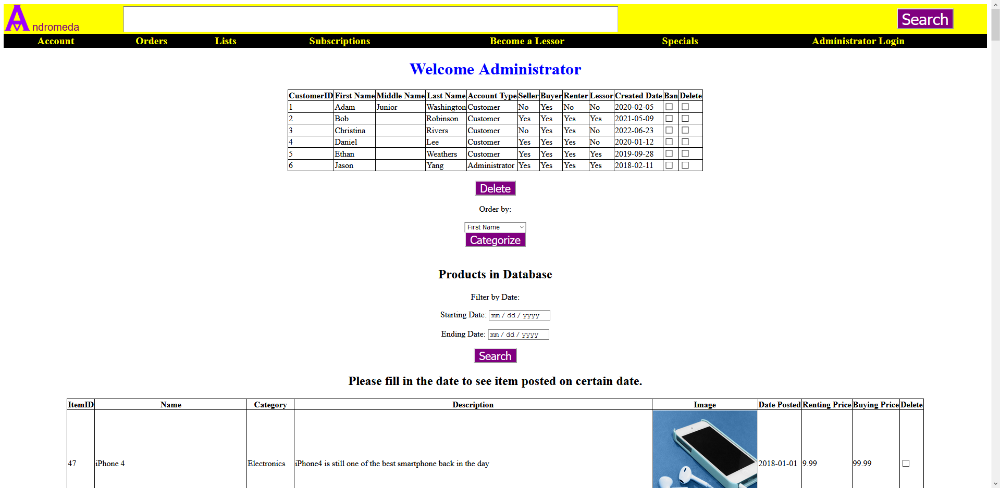 Andromeda Search
Account Orders Lists Subscriptions Become a Lessor Specials Administrator Login
Welcome Administrator
CustomerID First Name Middle Name Last Name Account Type Seller Buyer Renter Lessor Created Date Ban Delete
1 Adam Junior Washington Customer No Yes No No 2020-02-05
2 Bob Robinson Customer Yes Yes Yes Yes 2021-05-09
3 Christina Rivers Customer No Yes Yes No 2022-06-23
4 Daniel Lee Customer Yes Yes Yes No 2020-01-12
5 Ethan Weathers Customer Yes Yes Yes Yes 2019-09-28
6 Jason Yang Administrator Yes Yes Yes Yes 2018-02-11
Delete
Order by:
First Name
Categorize
Products in Database
Filter by Date:
Starting Date: mm / dd / yyyy
Ending Date: mm / dd / yyyy
Search
Please fill in the date to see item posted on certain date.
ItemID Name Category Description Image Date Posted Renting Price Buying Price Delete
47 iPhone 4 Electronics iPhone4 is still one of the best smartphone back in the day 2018-01-01 9.99 99.99